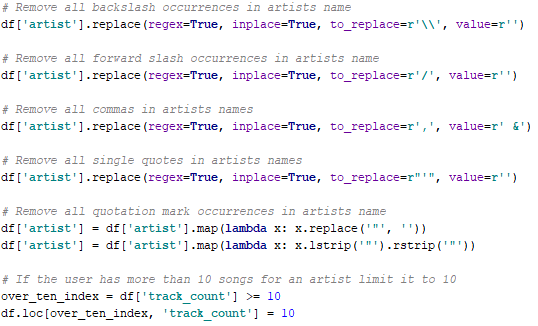 # Remove all backslash occurrences in artists name
df['artist'].replace(regex=True, inplace=True, to_replace=r'\\', value=r'')
# Remove all forward slash occurrences in artists name
df['artist'].replace(regex=True, inplace=True, to_replace=r'/', value=r'')
# Remove all commas in artists names
df['artist'].replace(regex=True, inplace=True, to_replace=r',', value=r' &')
# Remove all single quotes in artists names
df['artist'].replace(regex=True, inplace=True, to_replace=r"'", value=r'')
# Remove all quotation mark occurrences in artists name
df['artist'] = df['artist'].map(lambda x: x.replace('"', ''))
df['artist'] = df['artist'].map(lambda x: x.lstrip('"').rstrip('"'))
# If the user has more than 10 songs for an artist limit it to 10
over_ten_index = df['track_count'] >= 10
df.loc[over_ten_index, 'track_count'] = 10